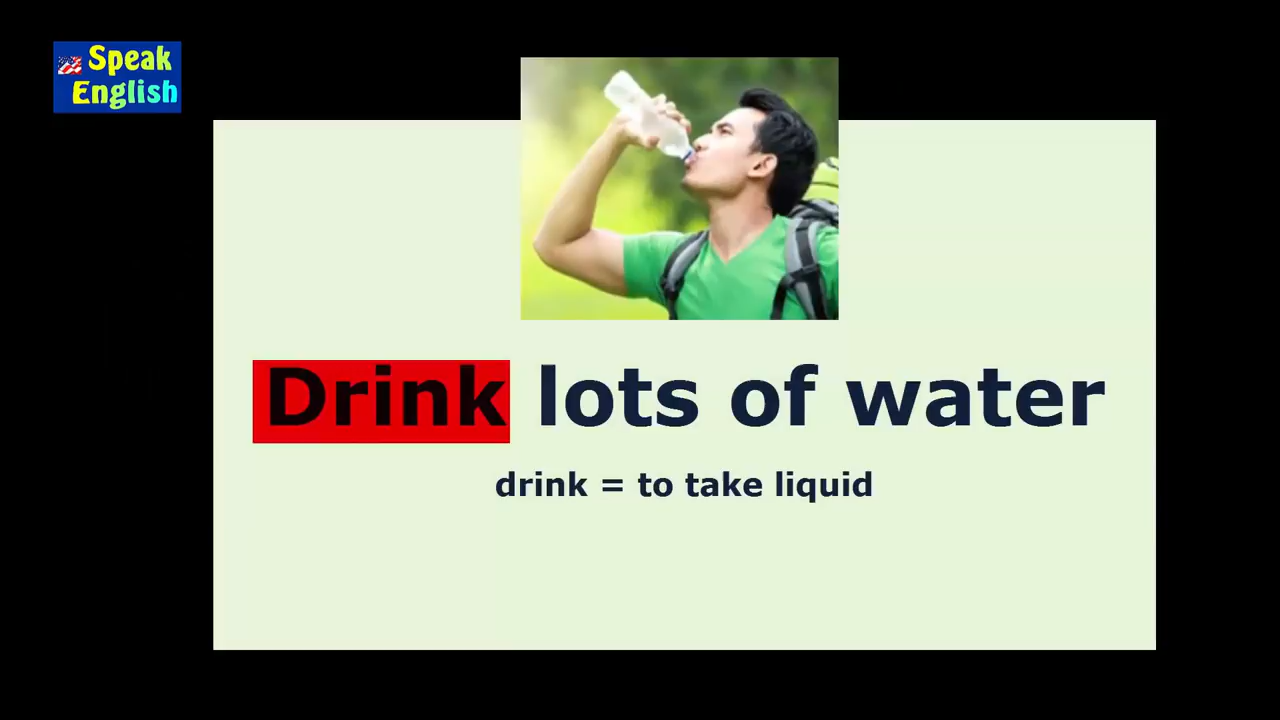 Speak
English
Drink lots of water
drink = to take liquid